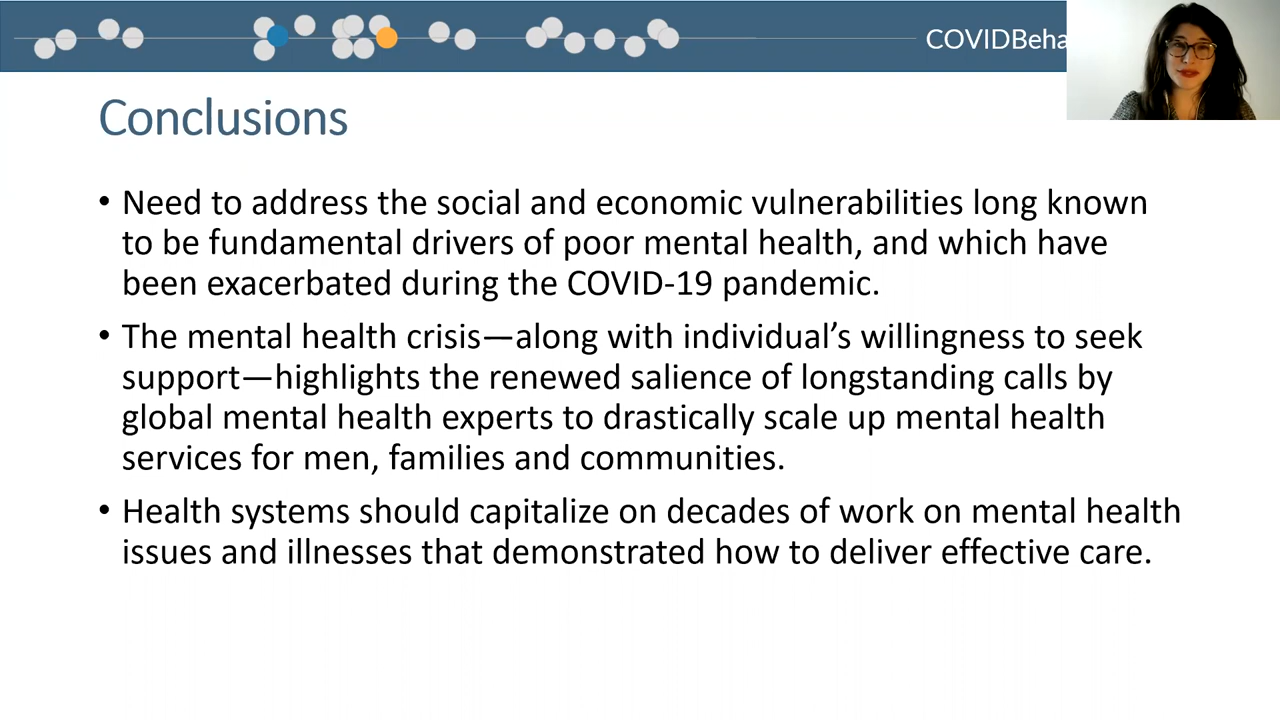 COVIDBeha
Conclusions
• Need to address the social and economic vulnerabilities long known
to be fundamental drivers of poor mental health, and which have
been exacerbated during the COVID-19 pandemic.
• The mental health crisis—along with individual’s willingness to seek
support—highlights the renewed salience of longstanding calls by
global mental health experts to drastically scale up mental health
services for men, families and communities.
• Health systems should capitalize on decades of work on mental health
issues and illnesses that demonstrated how to deliver effective care.